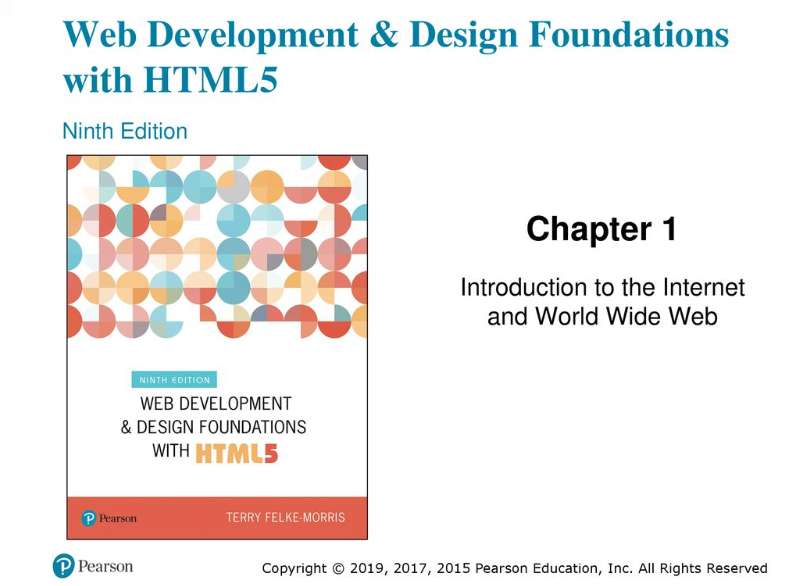 Web Development & Design Foundations
with HTML5
Ninth Edition
NINTH EDITION
WEB DEVELOPMENT
& DESIGN FOUNDATIONS
WITH HTML5
Pearson
TERRY FELKE-MORRIS
Chapter 1
Introduction to the Internet
and World Wide Web
Pearson
Copyright © 2019, 2017, 2015 Pearson Education, Inc. All Rights Reserved